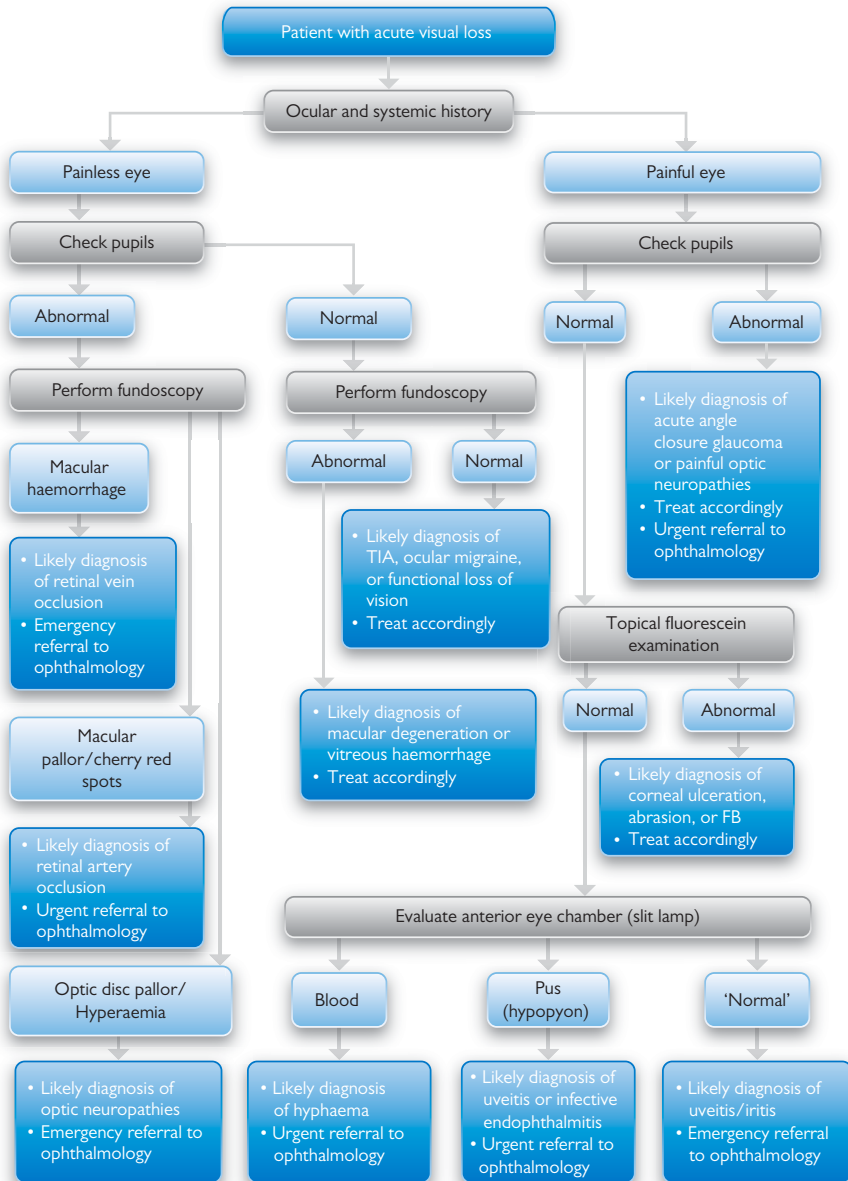 Patient with acute visual loss
Ocular and systemic history
Painless eye
Painful eye
Check pupils
Check pupils
Abnormal
Normal
Normal
Abnormal
Perform fundoscopy
Perform fundoscopy
• Likely diagnosis of
acute angle
closure glaucoma
or painful optic
neuropathies
• Treat accordingly
• Urgent referral to
ophthalmology
Macular
haemorrhage
Abnormal
Normal
• Likely diagnosis
of retinal vein
occlusion
• Emergency
referral to
ophthalmology
• Likely diagnosis of
TIA, ocular migraine,
or functional loss of
vision
• Treat accordingly
Topical fluorescein
examination
Normal
Abnormal
Macular
pallor/cherry red
spots
• Likely diagnosis of
macular degeneration or
vitreous haemorrhage
• Treat accordingly
• Likely diagnosis of
corneal ulceration,
abrasion, or FB
• Treat accordingly
• Likely diagnosis of
retinal artery
occlusion
• Urgent referral to
ophthalmology
Evaluate anterior eye chamber (slit lamp)
Optic disc pallor/
Hyperaemia
Blood
Pus
(hypopyon)
‘Normal’
• Likely diagnosis of
optic neuropathies
• Emergency referral to
ophthalmology
• Likely diagnosis
of hyphaema
• Urgent referral to
ophthalmology
• Likely diagnosis of
uveitis or infective
endophthalmitis
• Urgent referral to
ophthalmology
• Likely diagnosis of
uveitis/iritis
• Emergency referral
to ophthalmology